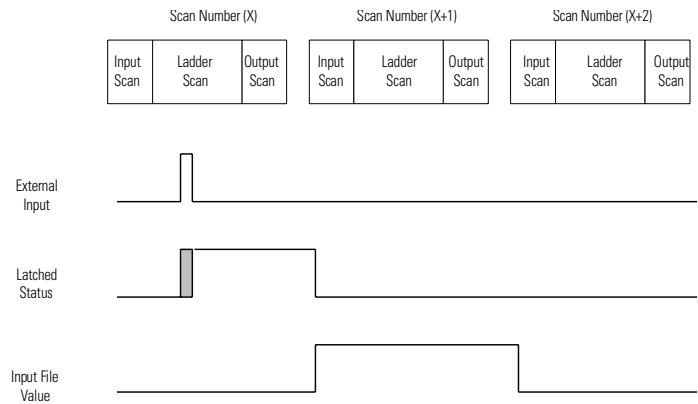 Scan Number (X)
Scan Number (X+1)
Scan Number (X+2)
Input
Scan
Ladder
Scan
Output
Scan
Input
Scan
Ladder
Scan
Output
Scan
Input
Scan
Ladder
Scan
Output
Scan
External
Input
Latched
Status
Input File
Value